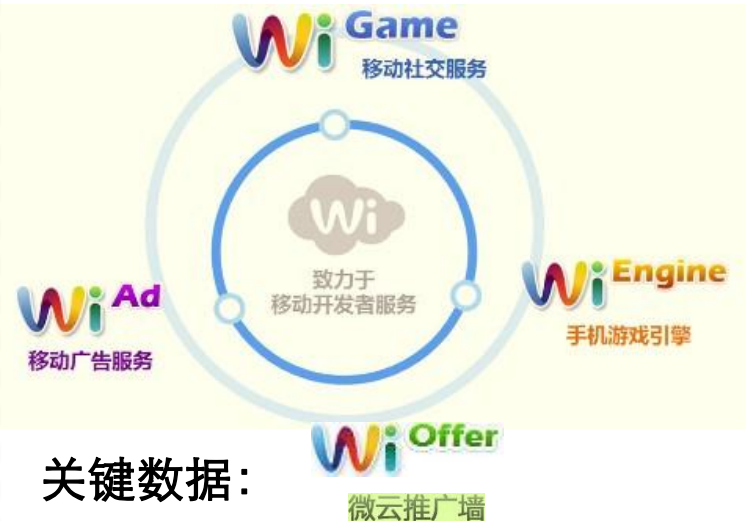 Wi Game
移动社交服务
Wi
致力于
移动开发者服务
Wi Ad
移动广告服务
Wi Engine
手机游戏引擎
Wi Offer
微云推广墙
关键数据：